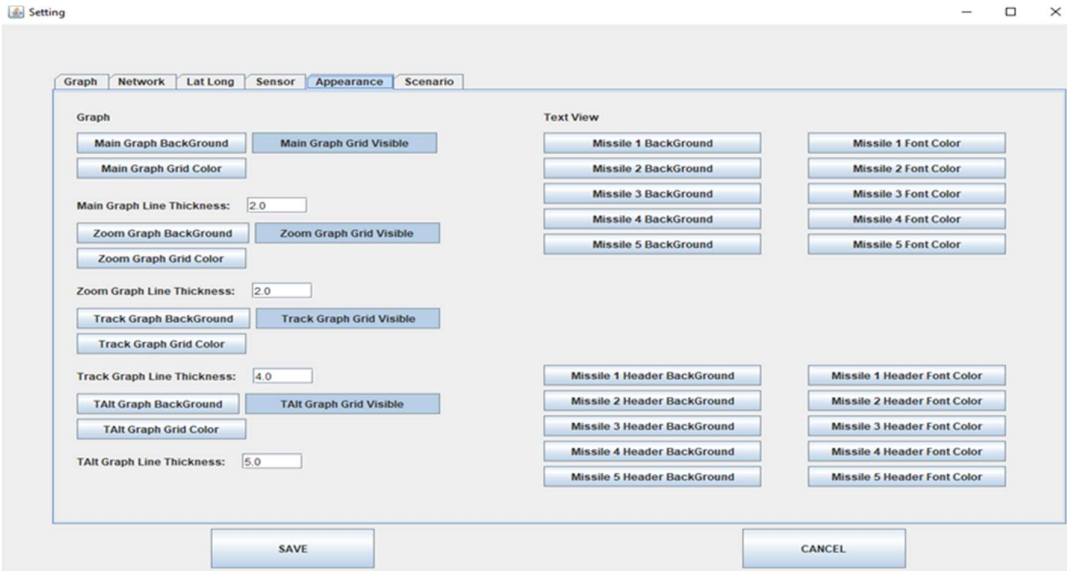 Setting
Graph Network Lat Long Sensor Appearance Scenario
Graph
Main Graph BackGround Main Graph Grid Visible
Main Graph Grid Color
Main Graph Line Thickness: 2.0
Zoom Graph BackGround Zoom Graph Grid Visible
Zoom Graph Grid Color
Zoom Graph Line Thickness: 2.0
Track Graph BackGround Track Graph Grid Visible
Track Graph Grid Color
Track Graph Line Thickness: 4.0
TAlt Graph BackGround TAlt Graph Grid Visible
TAlt Graph Grid Color
TAlt Graph Line Thickness: 5.0
Text View
Missile 1 BackGround Missile 1 Font Color
Missile 2 BackGround Missile 2 Font Color
Missile 3 BackGround Missile 3 Font Color
Missile 4 BackGround Missile 4 Font Color
Missile 5 BackGround Missile 5 Font Color
Missile 1 Header BackGround Missile 1 Header Font Color
Missile 2 Header BackGround Missile 2 Header Font Color
Missile 3 Header BackGround Missile 3 Header Font Color
Missile 4 Header BackGround Missile 4 Header Font Color
Missile 5 Header BackGround Missile 5 Header Font Color
SAVE CANCEL